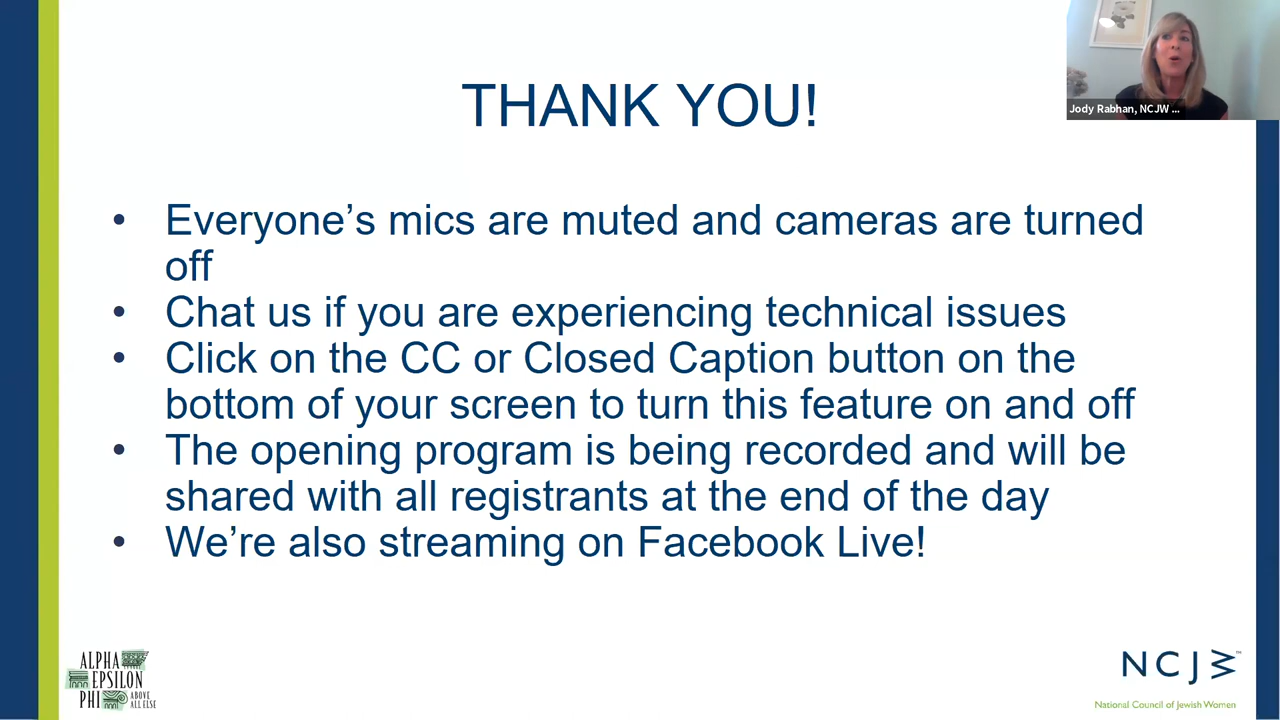 THANK YOU!
Jody Rabhan, NCJW ...
• Everyone’s mics are muted and cameras are turned
off
• Chat us if you are experiencing technical issues
• Click on the CC or Closed Caption button on the
bottom of your screen to turn this feature on and off
• The opening program is being recorded and will be
shared with all registrants at the end of the day
• We’re also streaming on Facebook Live!
ALPHA
EPSILON
PHI
ABOVE
ALL ELSE
NCJW
National Council of Jewish Women